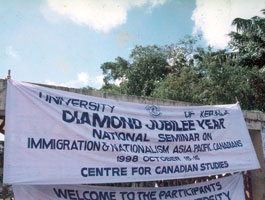 UNIVERSITY OF KERALA
DIAMOND JUBILEE YEAR
NATIONAL SEMINAR ON
IMMIGRATION & NATIONALISM ASIA, PACIFIC, CANADIANS
1998 OCTOBER
CENTRE FOR CANADIAN STUDIES
WELCOME TO THE PARTICIPANTS